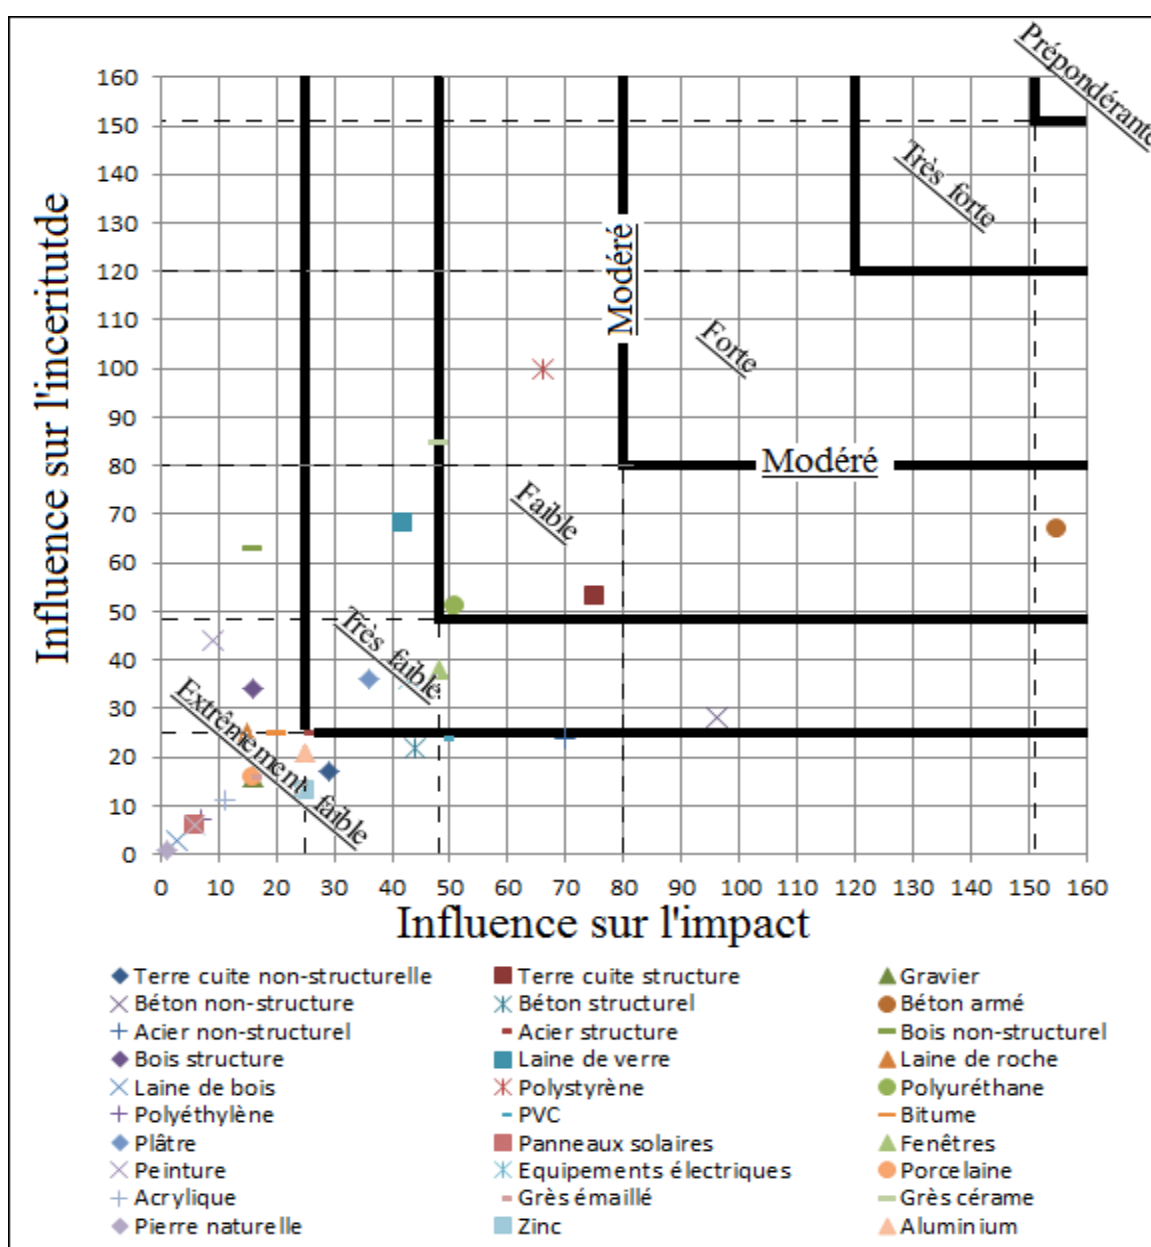 Prépondérante
160
150
140
130
120
110
100
90
80
70
60
50
40
30
20
10
0
Très forte
Modéré
Forte
Modéré
Faible
Très faible
Extrêmement faible
Influence sur l'inceritutde
0 10 20 30 40 50 60 70 80 90 100 110 120 130 140 150 160
Influence sur l'impact
Terre cuite non-structurelle Terre cuite structure Gravier
Béton non-structure Béton structurel Béton armé
Acier non-structurel Acier structure Bois non-structurel
Bois structure Laine de verre Laine de roche
Laine de bois Polystyrène Polyuréthane
Polyéthylène PVC Bitume
Plâtre Panneaux solaires Fenêtres
Peinture Equipements électriques Porcelaine
Acrylique Grès émaillé Grès cérame
Pierre naturelle Zinc Aluminium